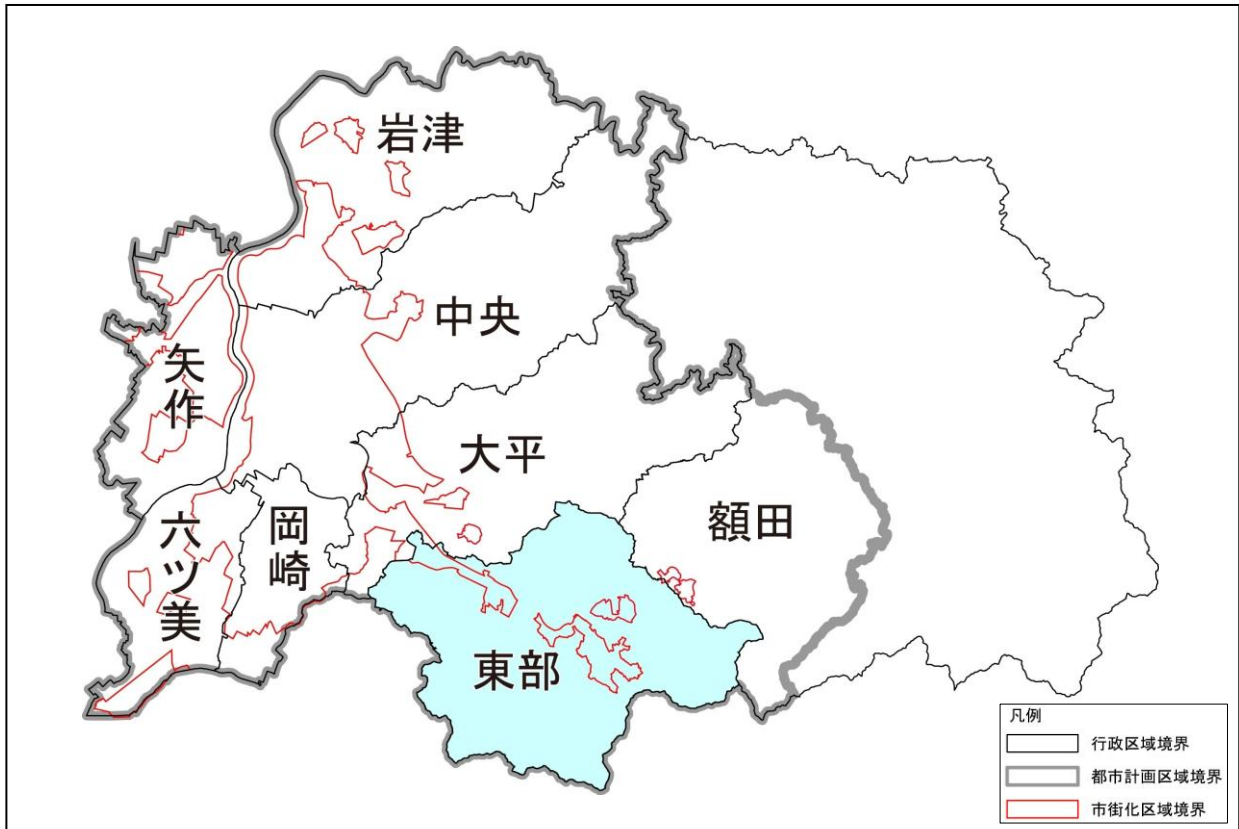 岩津
中央
矢作
大平
額田
六ツ美
岡崎
東部
凡例
行政区域境界
都市計画区域境界
市街化区域境界